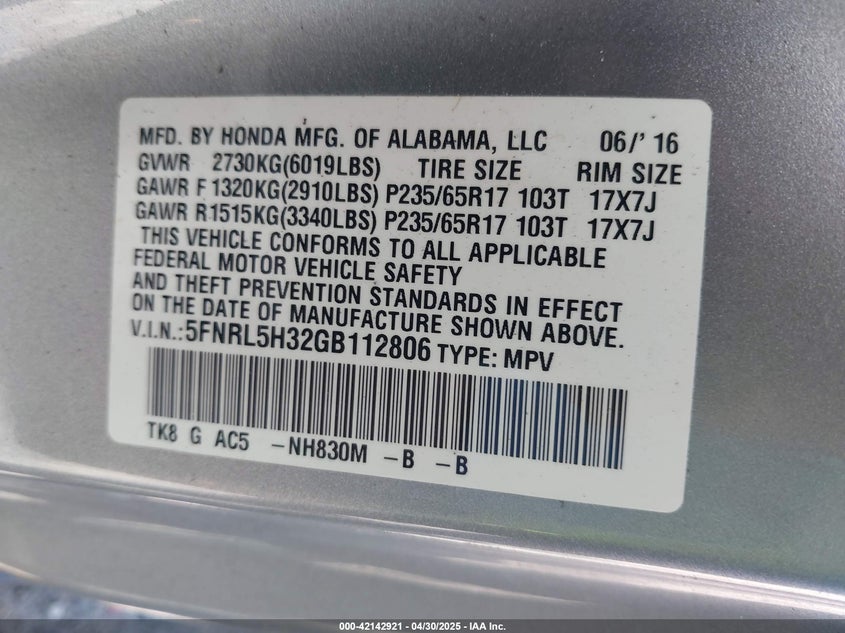 MFD. BY HONDA MFG. OF ALABAMA, LLC 06/' 16
GVWR 2730KG(6019LBS) TIRE SIZE RIM SIZE
GAWR F 1320KG(2910LBS) P235/65R17 103T 17X7J
GAWR R1515KG(3340LBS) P235/65R17 103T 17X7J
THIS VEHICLE CONFORMS TO ALL APPLICABLE
FEDERAL MOTOR VEHICLE SAFETY
AND THEFT PREVENTION STANDARDS IN EFFECT
ON THE DATE OF MANUFACTURE SHOWN ABOVE.
V.I.N.:5FNRL5H32GB112806 TYPE: MPV
TK8 G AC5 -NH830M -B -B
000-42142921 - 04/30/2025 - IAA Inc.